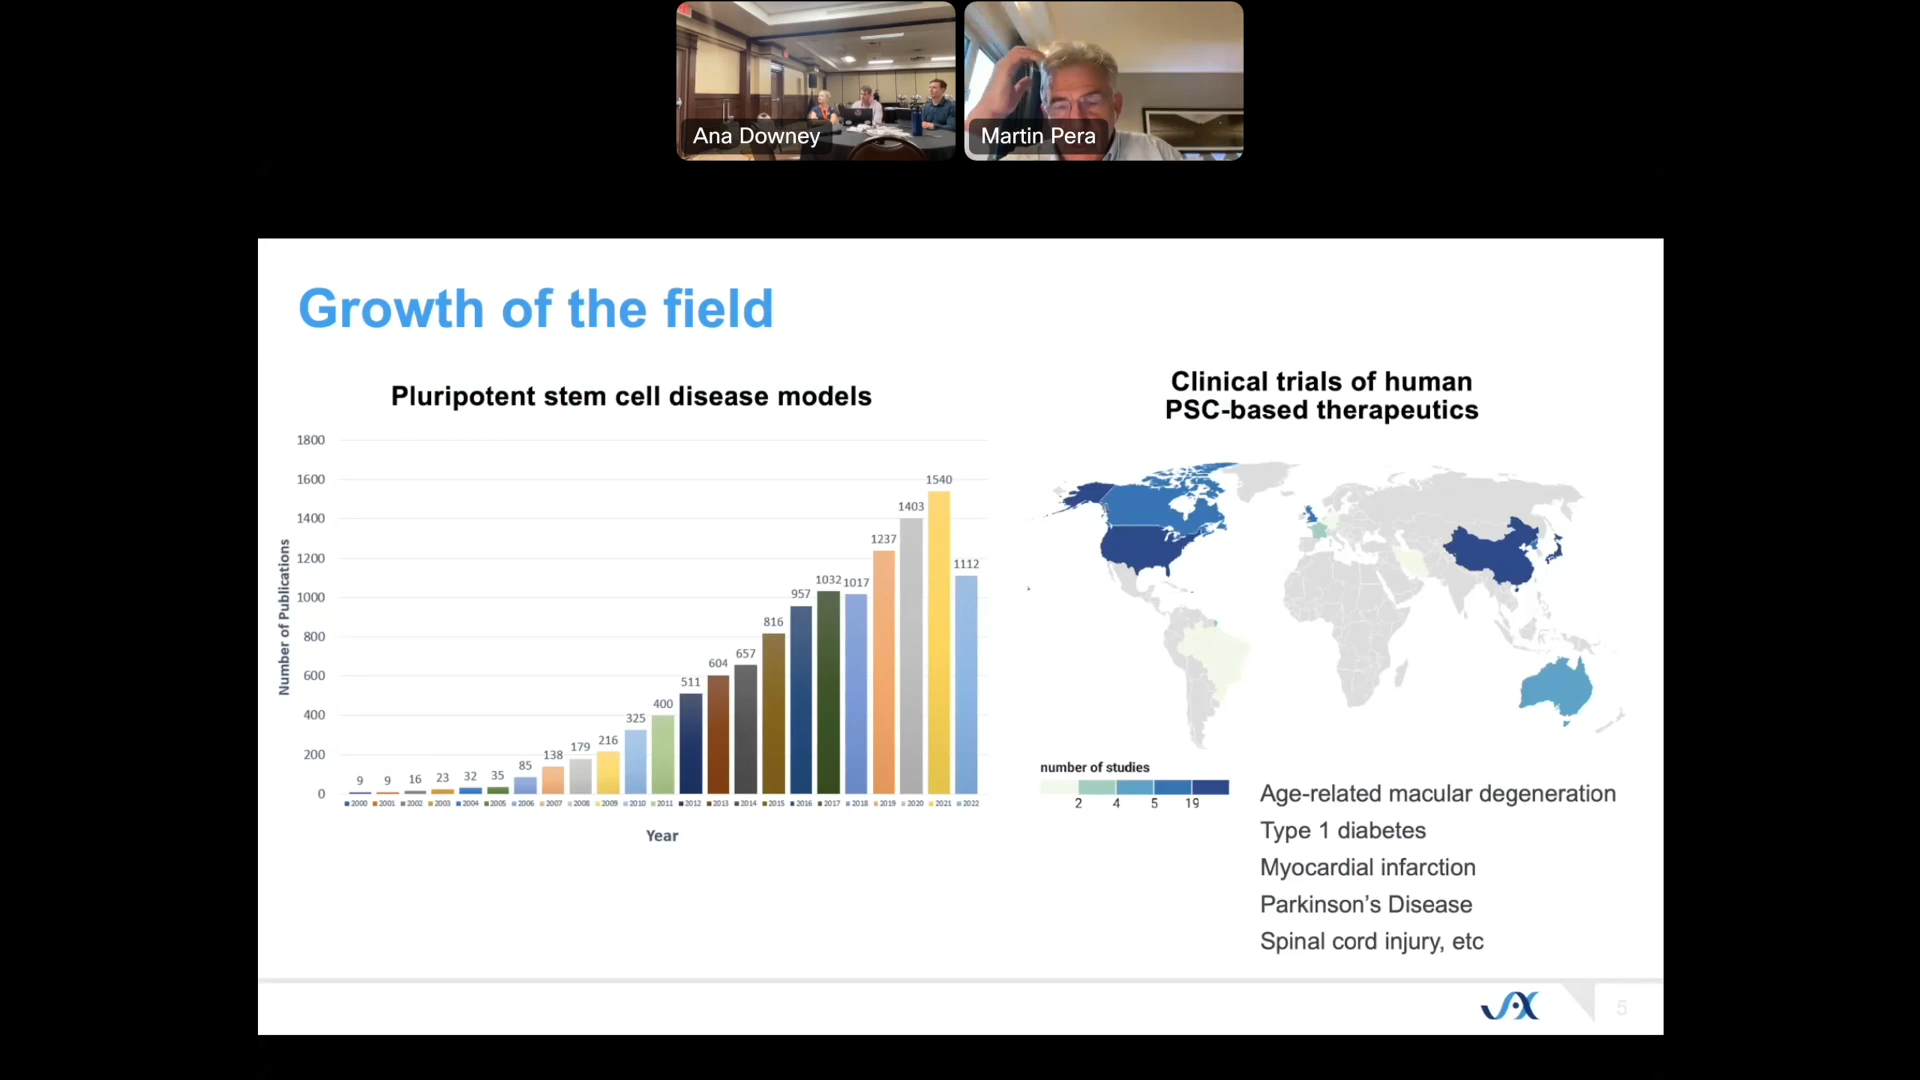 Ana Downey
Martin Pera
Growth of the field
Pluripotent stem cell disease models
Clinical trials of human
PSC-based therapeutics
Number of Publications
1800
1600
1400
1200
1000
800
600
400
200
0
9
9
16
23
32
35
85
138
179
216
325
400
511
604
657
816
957
1032
1017
1237
1403
1540
1112
2000 2001 2002 2003 2004 2005 2006 2007 2008 2009 2010 2011 2012 2013 2014 2015 2016 2017 2018 2019 2020 2021 2022
Year
number of studies
2 4 5 19
Age-related macular degeneration
Type 1 diabetes
Myocardial infarction
Parkinson's Disease
Spinal cord injury, etc
JAX
5